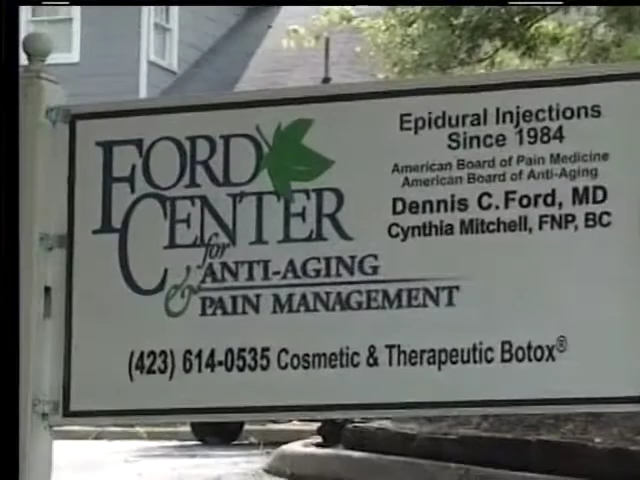 FORD
CENTER
for
ANTI-AGING
& PAIN MANAGEMENT
Epidural Injections
Since 1984
American Board of Pain Medicine
American Board of Anti-Aging
Dennis C. Ford, MD
Cynthia Mitchell, FNP, BC
(423) 614-0535 Cosmetic & Therapeutic Botox®